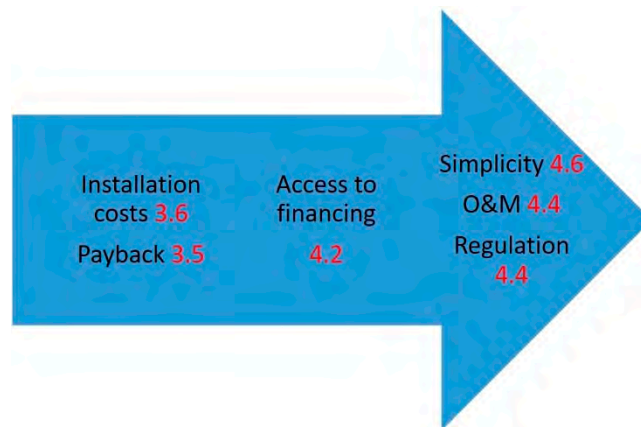 Installation
costs 3.6
Payback 3.5
Access to
financing
4.2
Simplicity 4.6
O&M 4.4
Regulation
4.4